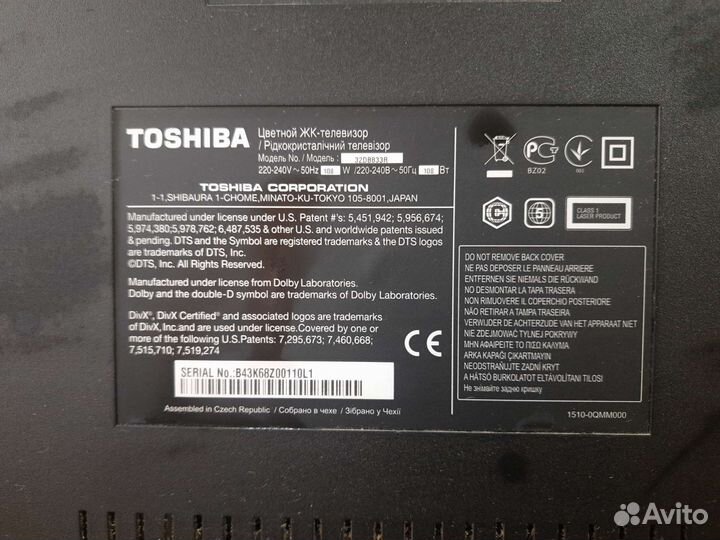 TOSHIBA
Цветной ЖК-телевизор
/ Рідкокристалічний телевізор
Модель No. / Модель : 32DB833R
220-240V ~ 50Hz 108 W / 220-240В ~ 50Гц 108 Вт
TOSHIBA CORPORATION
1-1,SHIBAURA 1-CHOME,MINATO-KU-TOKYO 105-8001,JAPAN
Manufactured under license under U.S. Patent #'s: 5,451,942; 5,956,674;
5,974,380;5,978,762; 6,487,535 & other U.S. and worldwide patents issued
& pending. DTS and the Symbol are registered trademarks & the DTS logos
are trademarks of DTS, Inc.
©DTS, Inc. All Rights Reserved.
Manufactured under license from Dolby Laboratories.
Dolby and the double-D symbol are trademarks of Dolby Laboratories.
DivX®, DivX Certified® and associated logos are trademarks
of DivX, Inc.and are used under license.Covered by one or
more of the following U.S.Patents: 7,295,673; 7,460,668;
7,515,710; 7,519,274
CE
SERIAL No.:B43K68Z00110L1
Assembled in Czech Republic / Собрано в чехе / Зібрано у Чехії
BZ02
001
5
CLASS 1
LASER PRODUCT
DO NOT REMOVE BACK COVER
NE PAS DEPOSER LE PANNEAU ARRIERE
ENTFERNEN SIE NIEMALS DIE RÜCKWAND
NO DESMONTAR LA TAPA TRASERA
NON RIMUOVERE IL COPERCHIO POSTERIORE
NÃO RETIRAR A TAMPA TRASEIRA
VERWIJDER DE ACHTERZIJDE VAN HET APPARAAT NIET
ΜΗΝ ΑΦΑΙΡΕΙΤΕ ΤΟ ΠΙΣΩ ΚΑΛΥΜΑ
ARKA KAPAĞI ÇIKARTMAYIN
NEODSTRAŇUJTE ZADNÍ KRYT
A HÁTSÓ BURKOLATOT ELTÁVOLÍTANI TILOS!
Не знімайте задню кришку
1510-0QMM000
Avito